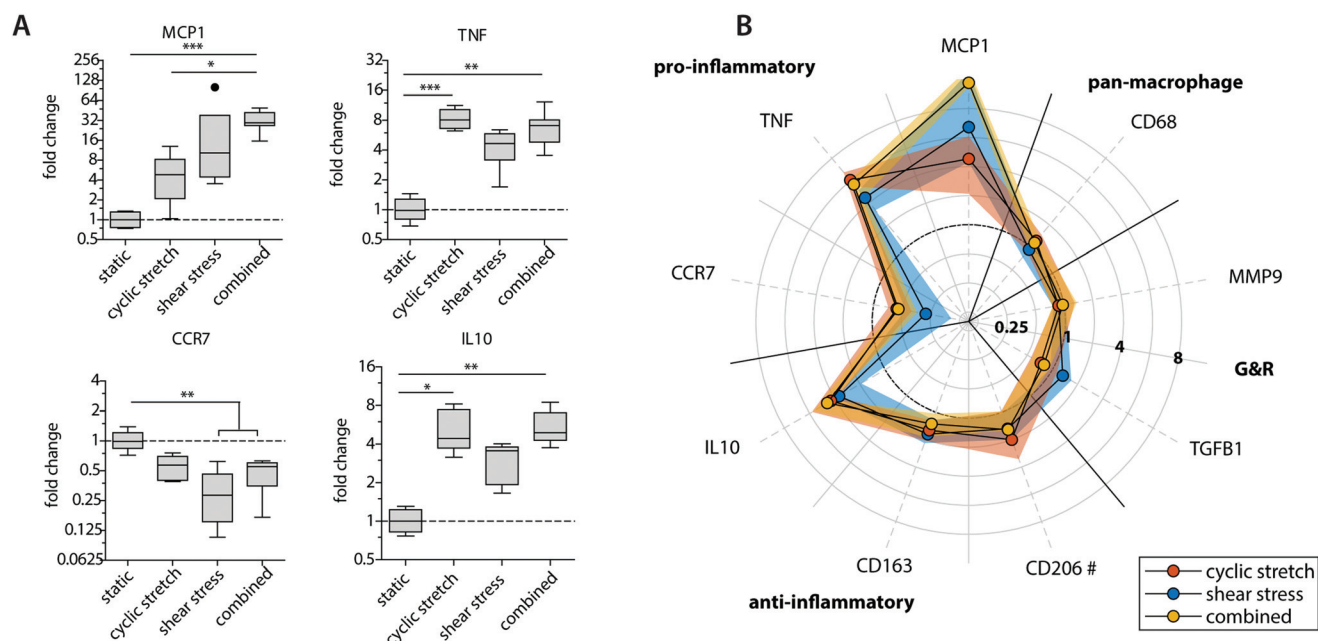 A
MCP1
***
*
fold change
256
128
64
32
16
8
4
2
1
0.5
static
cyclic stretch
shear stress
combined
TNF
**
***
fold change
32
16
8
4
2
1
0.5
static
cyclic stretch
shear stress
combined
CCR7
**
fold change
4
2
1
0.5
0.25
0.125
0.0625
static
cyclic stretch
shear stress
combined
IL10
**
*
fold change
16
8
4
2
1
0.5
static
cyclic stretch
shear stress
combined
B
MCP1
pro-inflammatory
pan-macrophage
TNF
CD68
CCR7
MMP9
0.25
1
4
8
G&R
IL10
TGFB1
CD163
CD206 #
anti-inflammatory
cyclic stretch
shear stress
combined